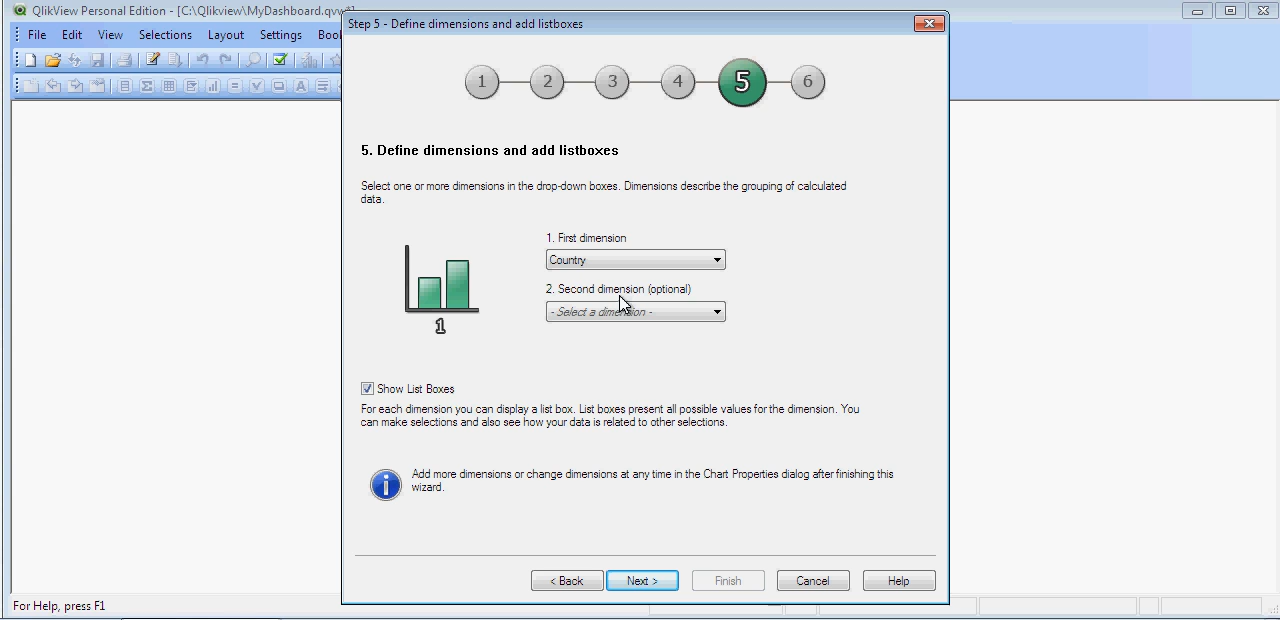 QlikView Personal Edition - [C:\Qlikview\MyDashboard.qvw*]
File Edit View Selections Layout Settings
Step 5 - Define dimensions and add listboxes
1 2 3 4 5 6
5. Define dimensions and add listboxes
Select one or more dimensions in the drop-down boxes. Dimensions describe the grouping of calculated
data.
1. First dimension
Country
2. Second dimension (optional)
- Select a dimension -
1
Show List Boxes
For each dimension you can display a list box. List boxes present all possible values for the dimension. You
can make selections and also see how your data is related to other selections.
Add more dimensions or change dimensions at any time in the Chart Properties dialog after finishing this
wizard.
< Back Next > Finish Cancel Help
For Help, press F1